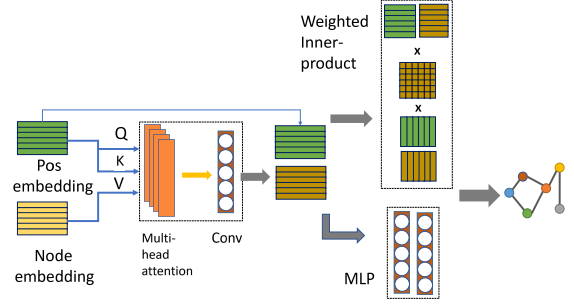 Weighted
Inner-
product
x
x
Q
K
V
Pos
embedding
Node
embedding
Multi-
head
attention
Conv
MLP